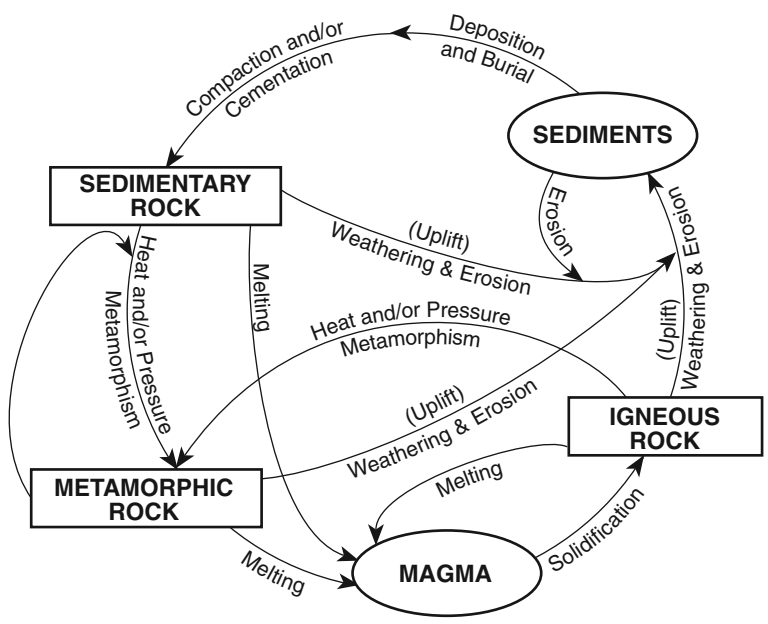 Deposition
and Burial
Compaction and/or
Cementation
SEDIMENTS
SEDIMENTARY
ROCK
Erosion
(Uplift)
Weathering & Erosion
(Uplift)
Weathering & Erosion
Melting
Heat and/or Pressure
Metamorphism
Heat and/or Pressure
Metamorphism
(Uplift)
Weathering & Erosion
IGNEOUS
ROCK
METAMORPHIC
ROCK
Melting
Melting
Solidification
MAGMA